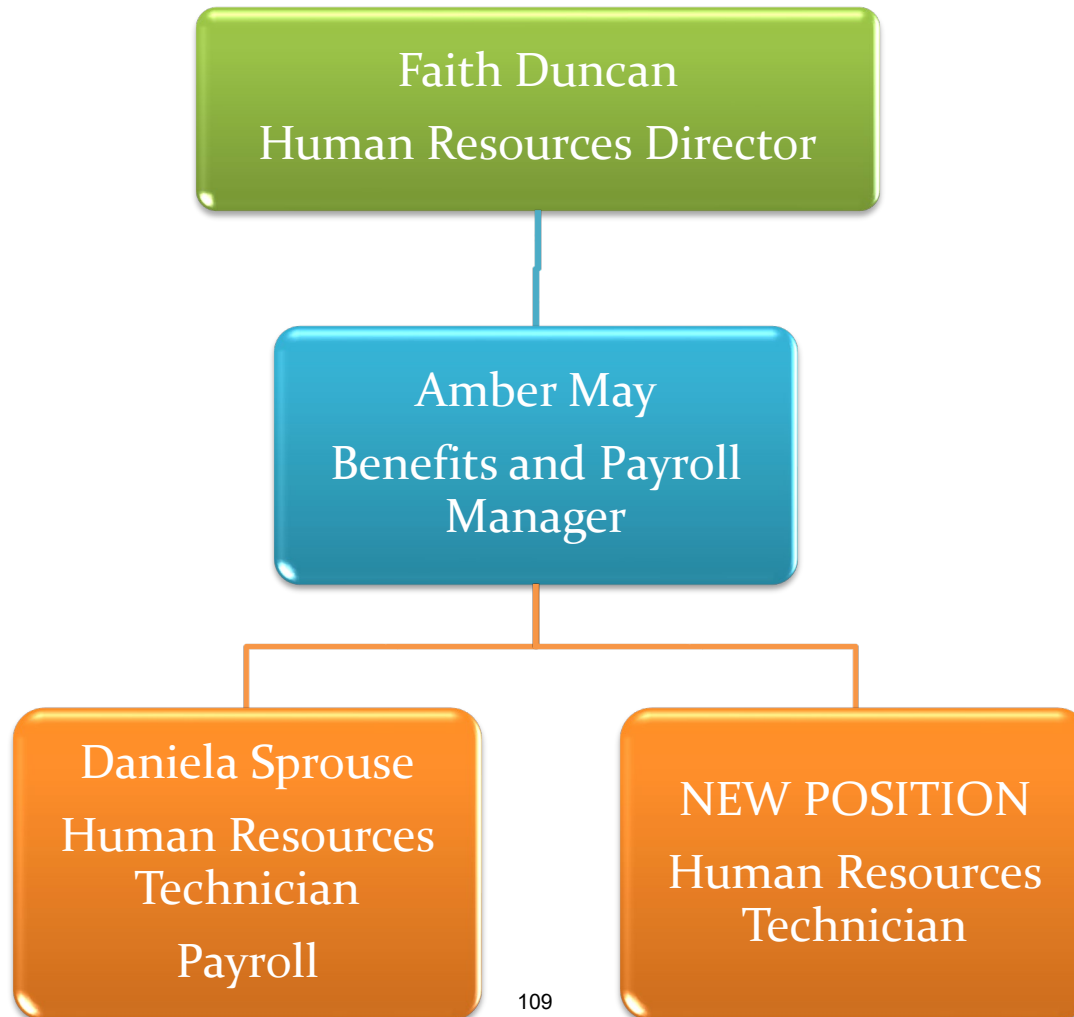 Faith Duncan
Human Resources Director
Amber May
Benefits and Payroll
Manager
Daniela Sprouse
Human Resources
Technician
Payroll
NEW POSITION
Human Resources
Technician
109